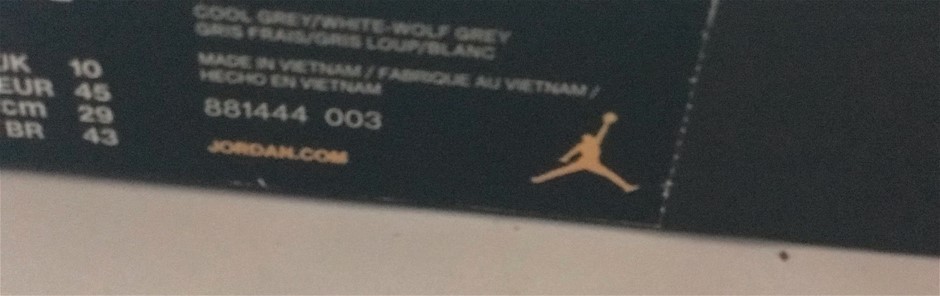 COOL GREY/WHITE-WOLF GREY
GRIS FRAIS/GRIS LOUP/BLANC
MADE IN VIETNAM / FABRIQUE AU VIETNAM /
HECHO EN VIETNAM
UK 10
EUR 45
cm 29
BR 43
881444 003
JORDAN.COM